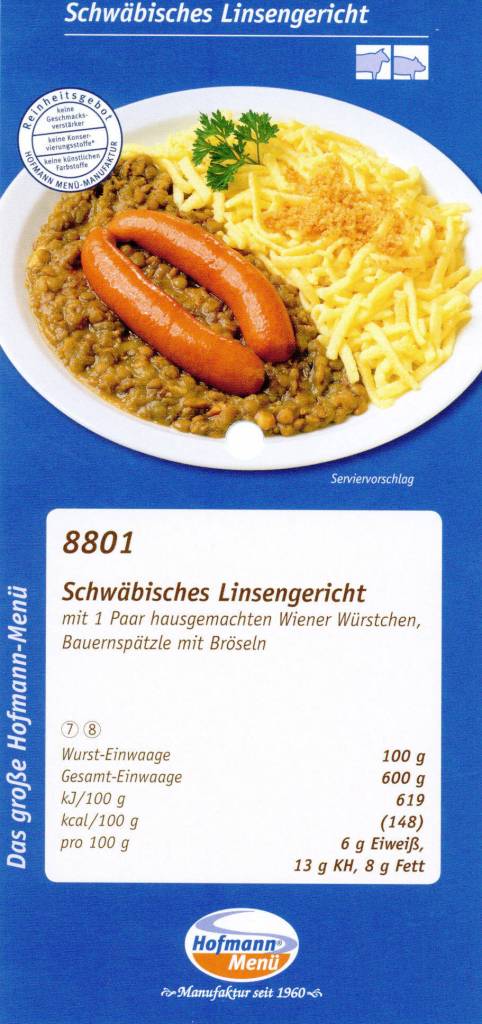 Schwäbisches Linsengericht
Reinheitsgebot
keine
Geschmacks-
verstärker
keine Konser-
vierungsstoffe*
keine künstlichen
Farbstoffe
HOFMANN MENÜ-MANUFAKTUR
Serviervorschlag
8801
Schwäbisches Linsengericht
mit 1 Paar hausgemachten Wiener Würstchen,
Bauernspätzle mit Bröseln
7 8
Wurst-Einwaage 100 g
Gesamt-Einwaage 600 g
kJ/100 g 619
kcal/100 g (148)
pro 100 g 6 g Eiweiß,
13 g KH, 8 g Fett
Das große Hofmann-Menü
Hofmann®
Menü
Manufaktur seit 1960